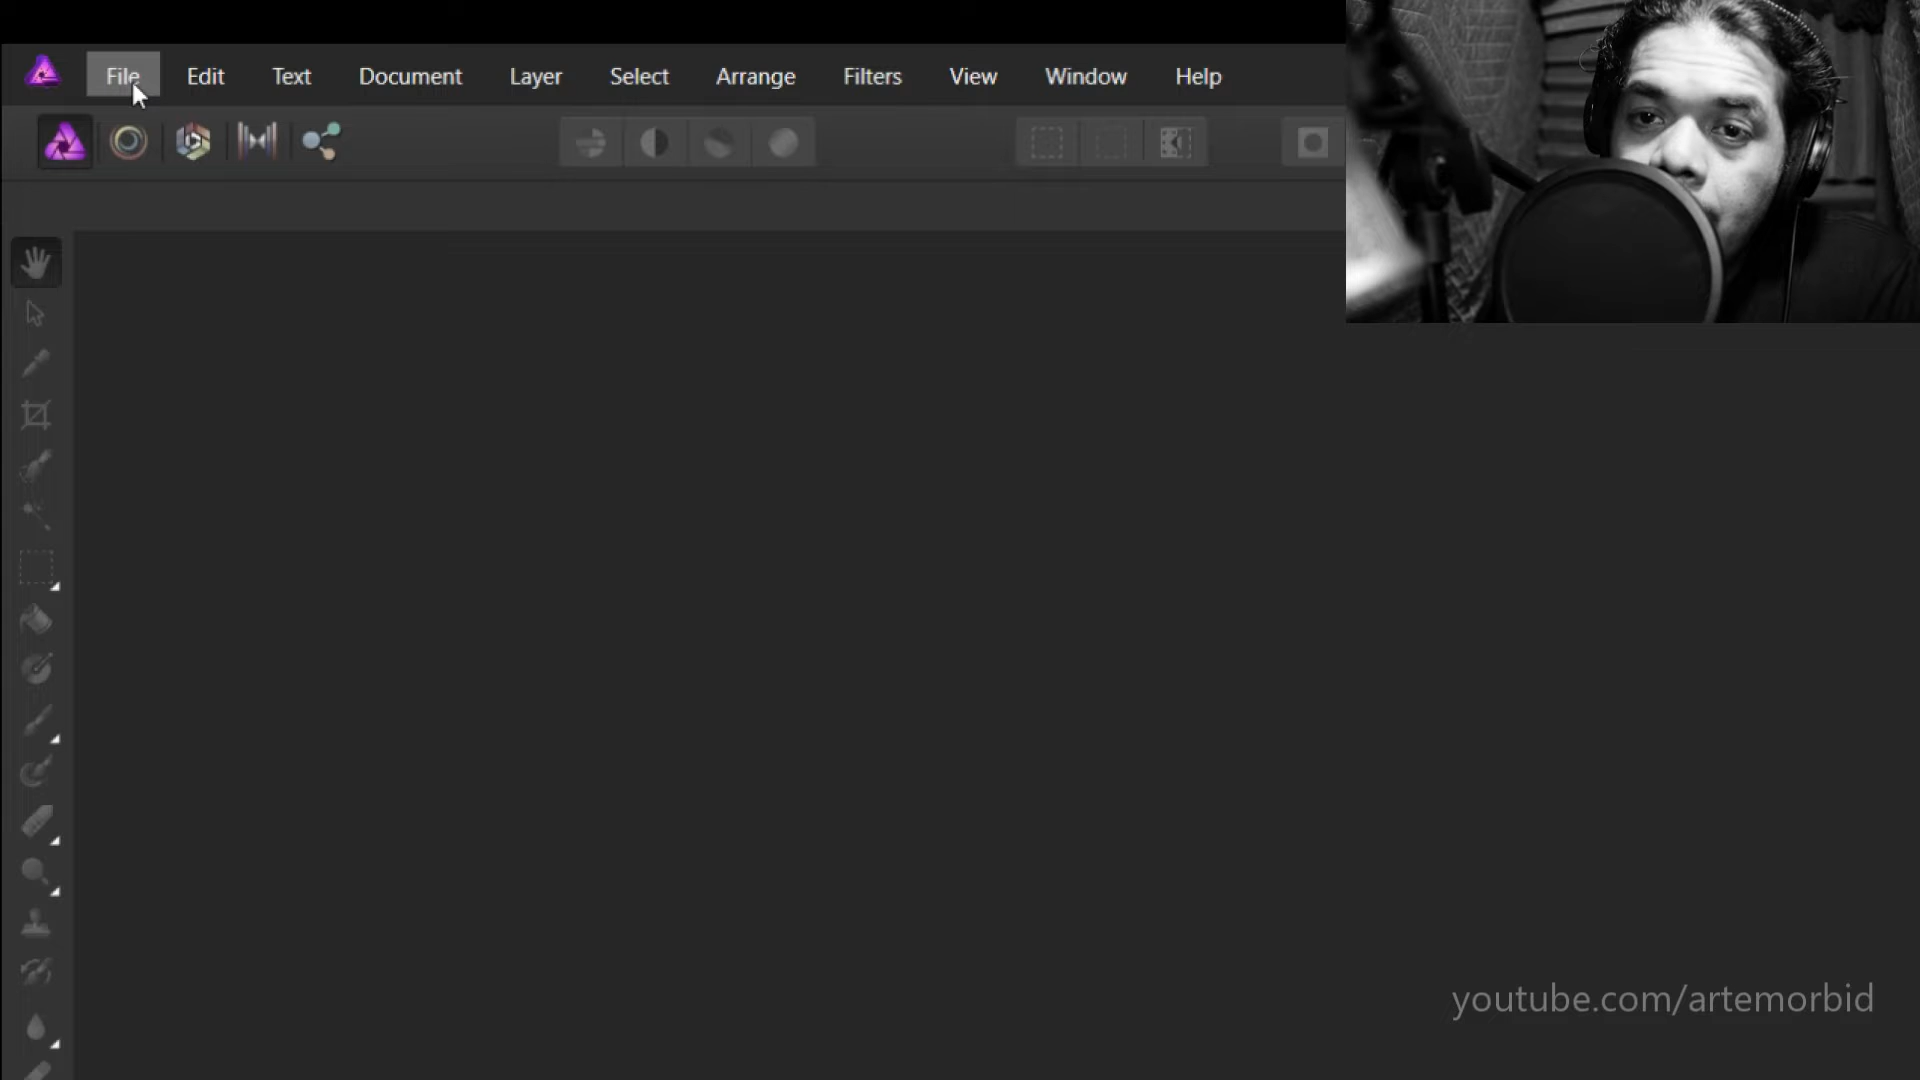 File Edit Text Document Layer Select Arrange Filters View Window Help
youtube.com/artemorbid